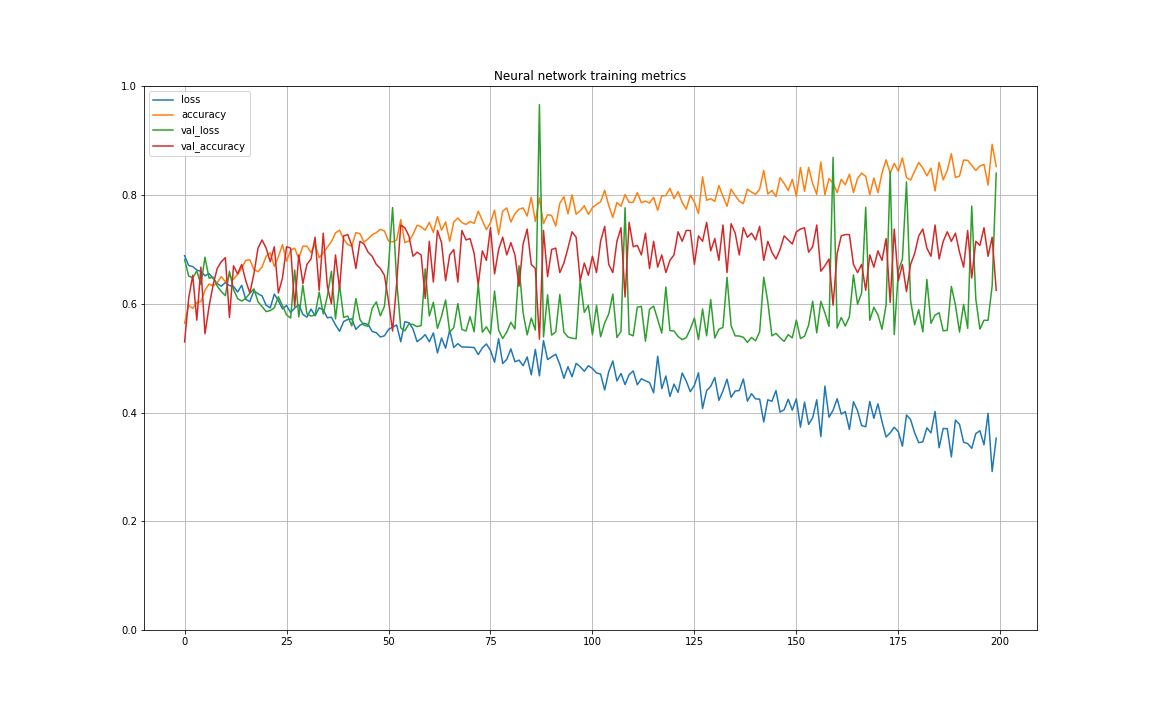 Neural network training metrics
1.0
loss
accuracy
val_loss
val_accuracy
0.8
0.6
0.4
0.2
0.0
0 25 50 75 100 125 150 175 200